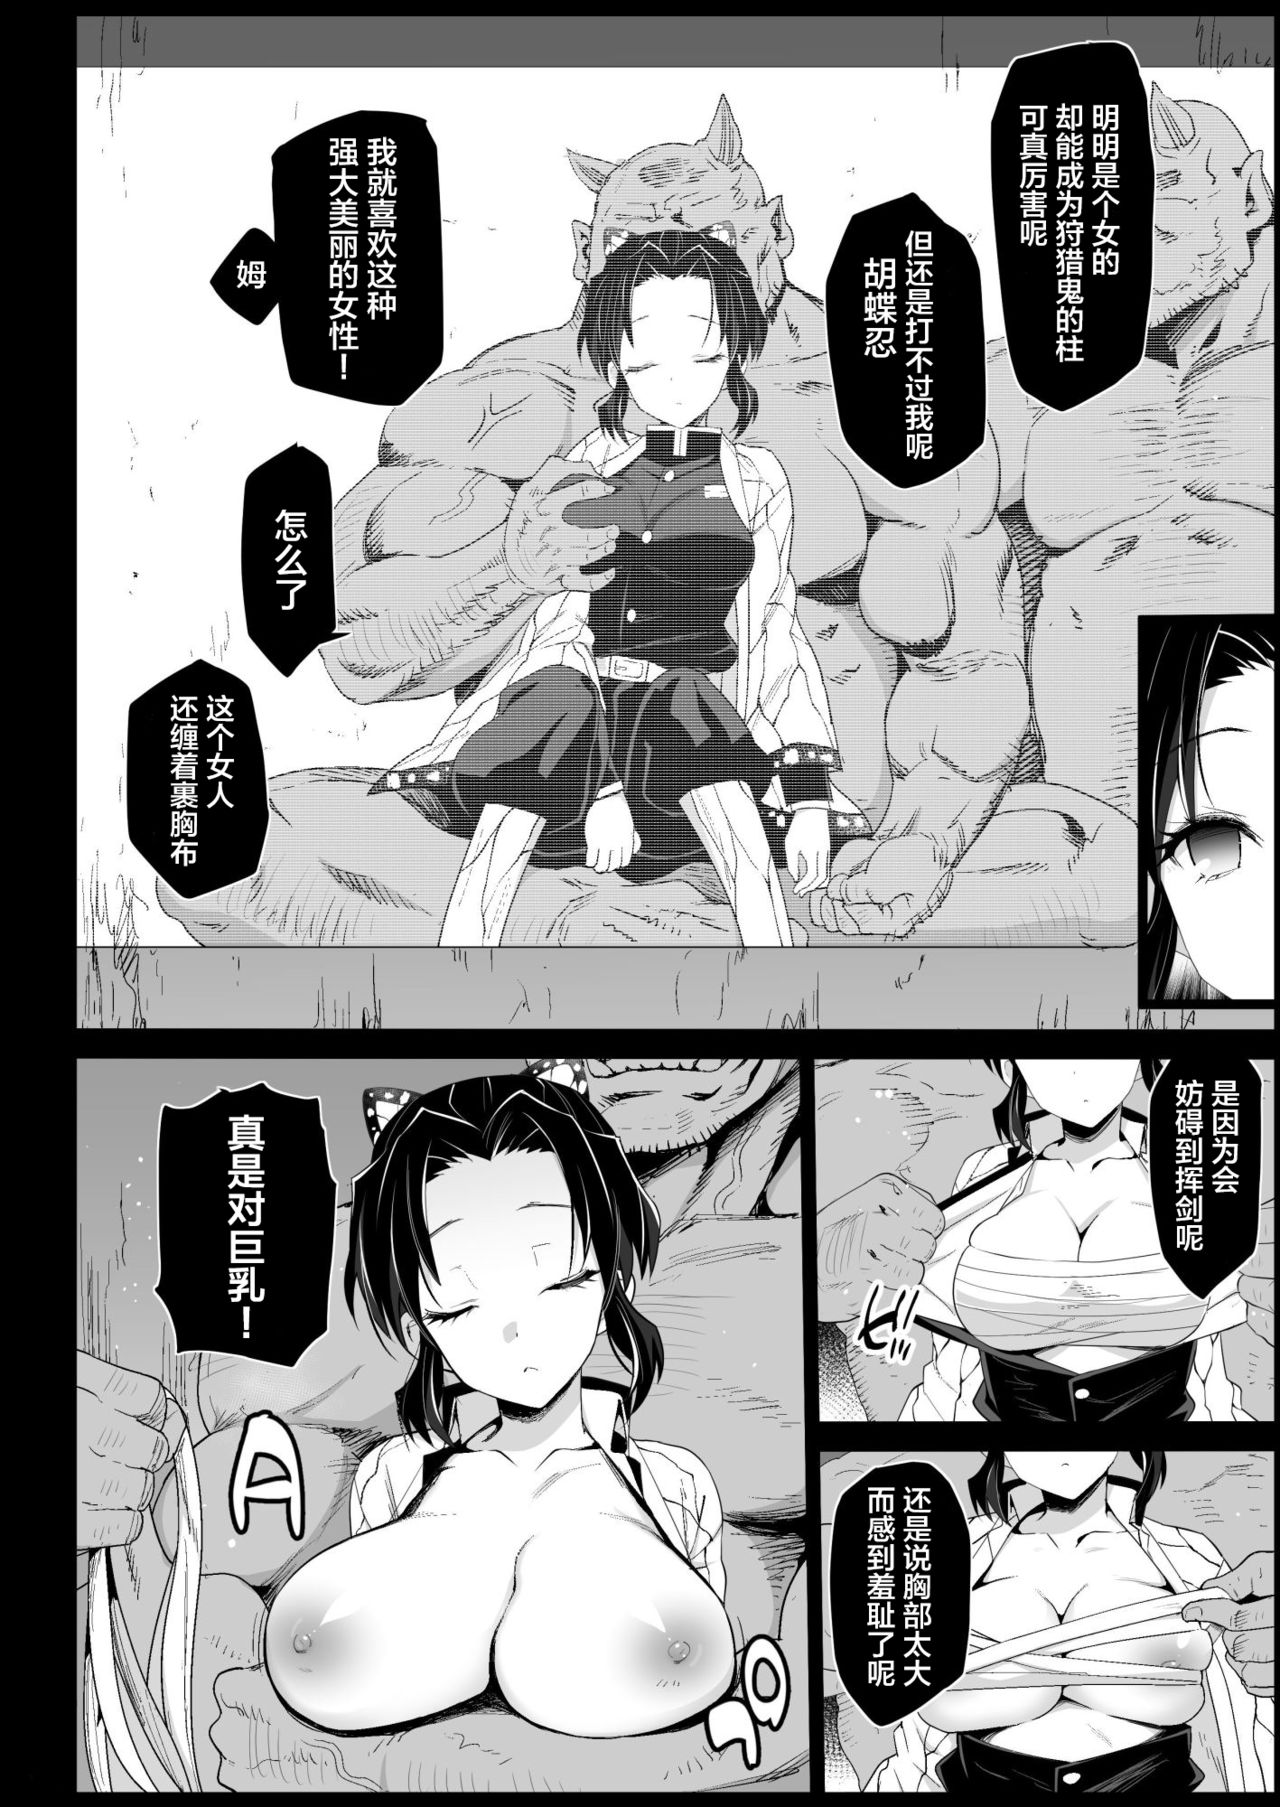 明明是个女的
却能成为狩猎鬼的柱
可真厉害呢
但还是打不过我呢
胡蝶忍
我就喜欢这种
强大美丽的女性！
姆
怎么了
这个女人
还缠着裹胸布
是因为会
妨碍到挥剑呢
还是说胸部太大
而感到羞耻了呢
真是对巨乳！